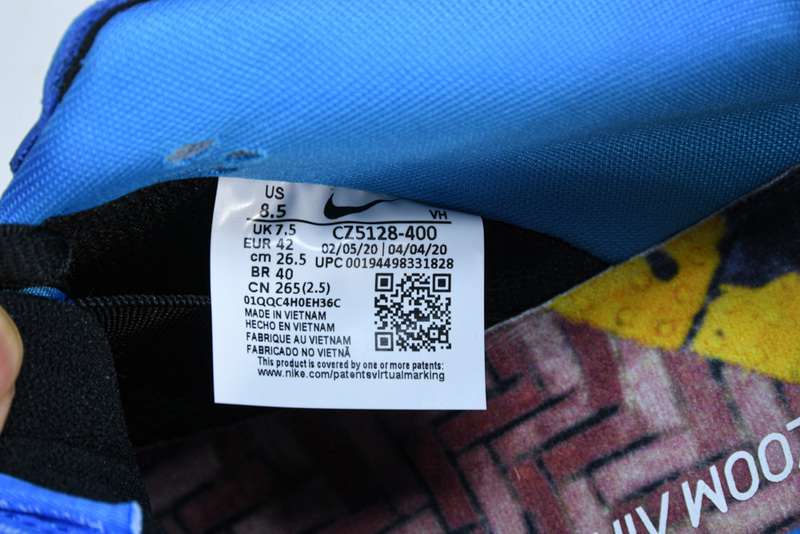 US
8.5
VH
UK 7.5 CZ5128-400
EUR 42 02/05/20 04/04/20
cm 26.5 UPC 00194498331828
BR 40
CN 265(2.5)
01QQC4H0EH36C
MADE IN VIETNAM
HECHO EN VIETNAM
FABRIQUE AU VIETNAM
FABRICADO NO VIETNÃ
This product is covered by one or more patents:
www.nike.com/patentsvirtualmarking
ZOOM AIR